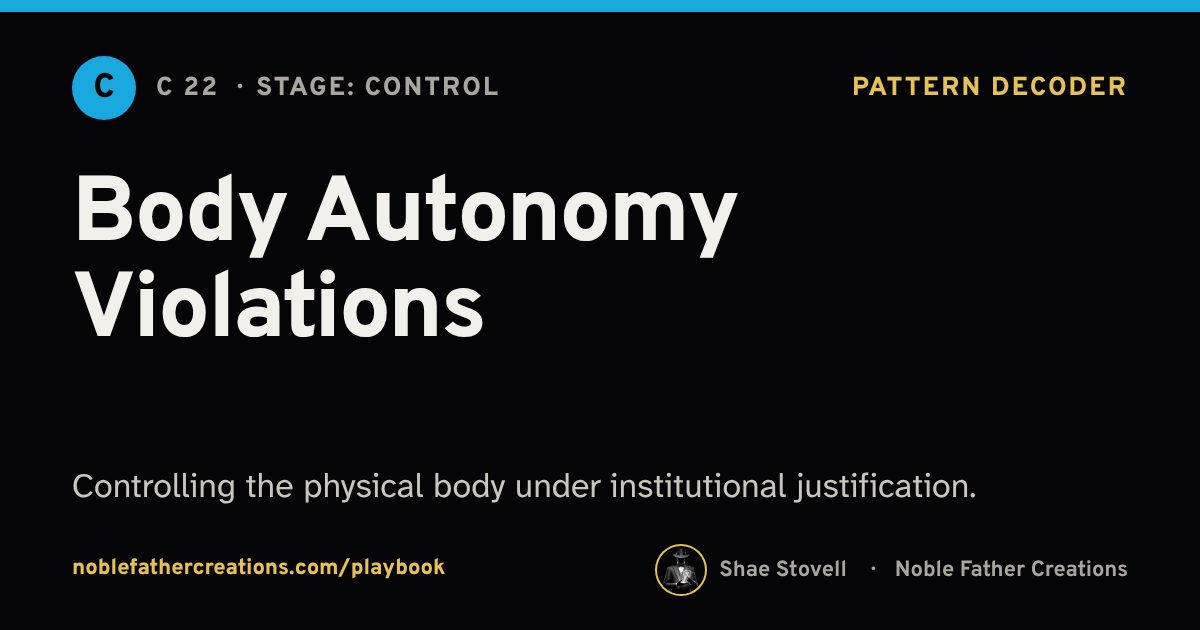 C
C 22 · STAGE: CONTROL
PATTERN DECODER
Body Autonomy
Violations
Controlling the physical body under institutional justification.
noblefathercreations.com/playbook
Shae Stovell · Noble Father Creations